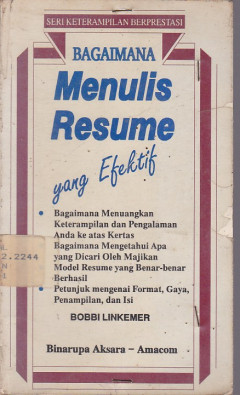 SERI KETERAMPILAN BERPRESTASI
BAGAIMANA
Menulis
Resume
yang Efektif
• Bagaimana Menuangkan
Keterampilan dan Pengalaman
Anda ke atas Kertas
Bagaimana Mengetahui Apa
yang Dicari Oleh Majikan
Model Resume yang Benar-benar
Berhasil
• Petunjuk mengenai Format, Gaya,
Penampilan, dan Isi
BOBBI LINKEMER
Binarupa Aksara – Amacom
2.2244
N
I